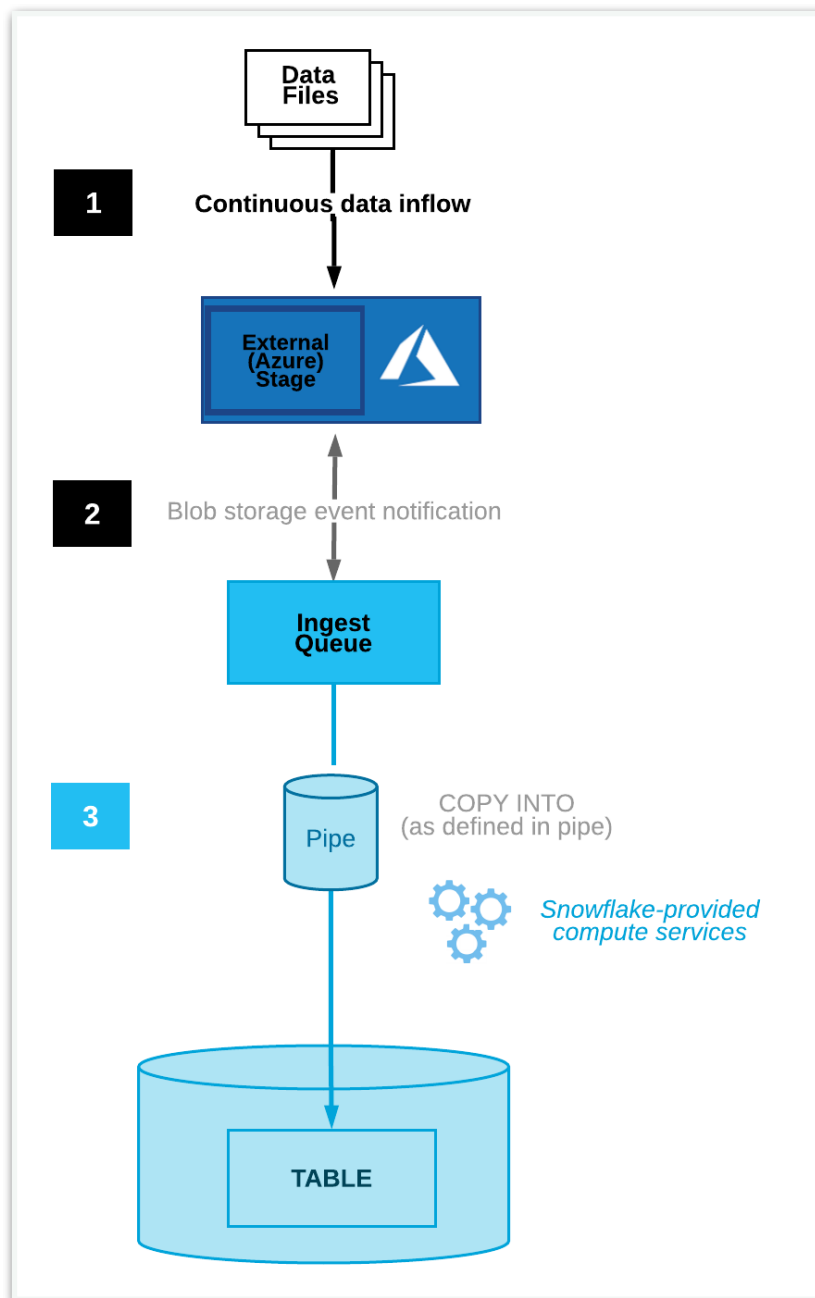 Data
Files
1
Continuous data inflow
External
(Azure)
Stage
2
Blob storage event notification
Ingest
Queue
3
Pipe
COPY INTO
(as defined in pipe)
Snowflake-provided
compute services
TABLE